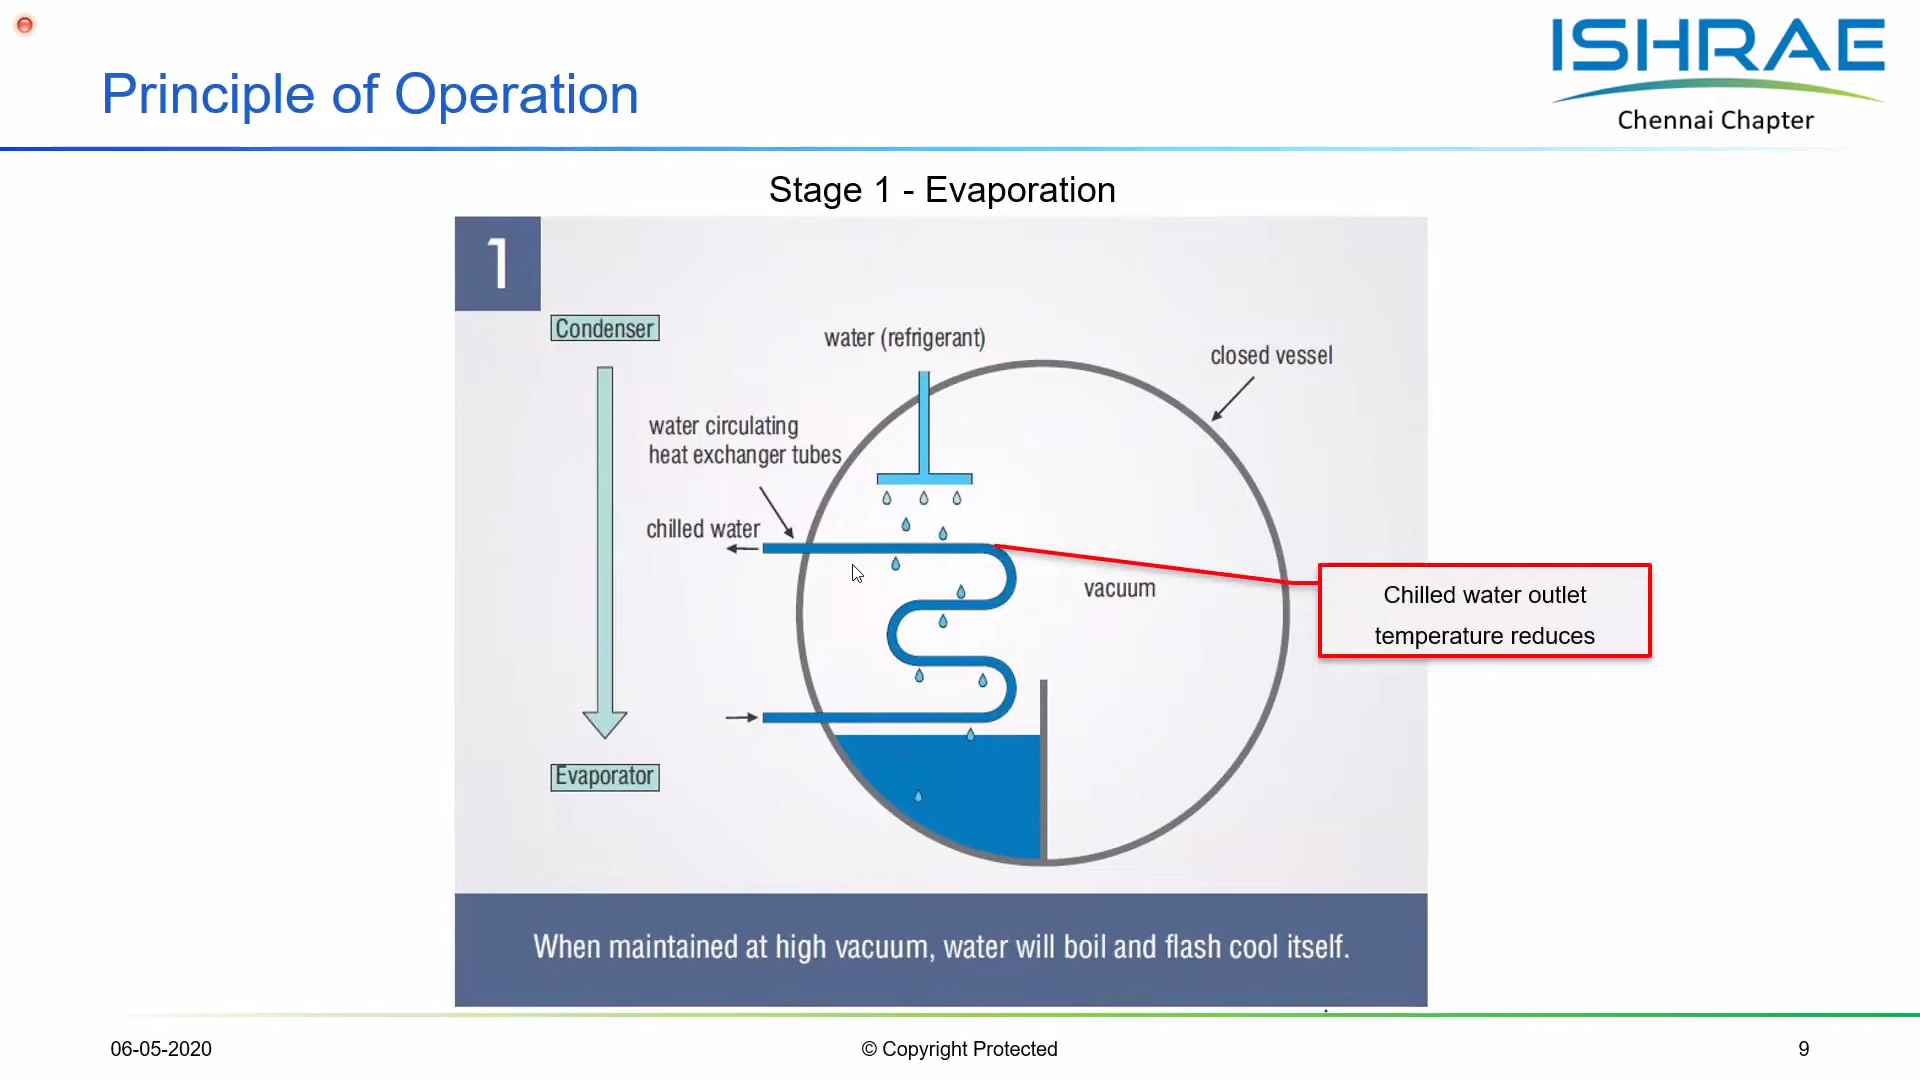 ISHRAE
Chennai Chapter
Principle of Operation
Stage 1 - Evaporation
1
Condenser
water (refrigerant)
closed vessel
water circulating
heat exchanger tubes
chilled water
vacuum
Chilled water outlet
temperature reduces
Evaporator
When maintained at high vacuum, water will boil and flash cool itself.
06-05-2020
© Copyright Protected
9